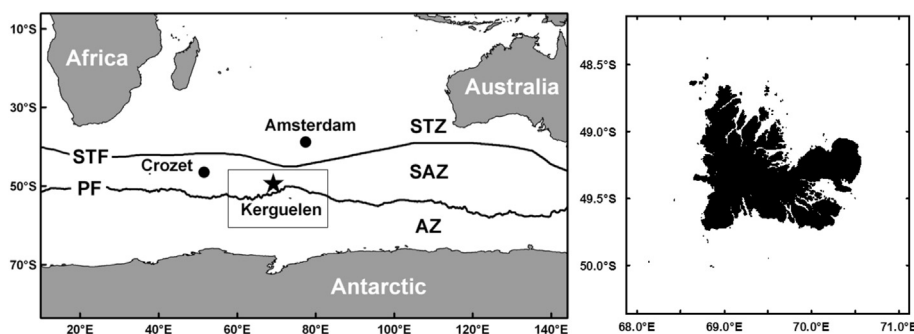 10°S
30°S
50°S
70°S
Africa
Australia
Amsterdam
STZ
STF
Crozet
SAZ
PF
Kerguelen
AZ
Antarctic
20°E
40°E
60°E
80°E
100°E
120°E
140°E
48.5°S
49.0°S
49.5°S
50.0°S
68.0°E
69.0°E
70.0°E
71.0°E